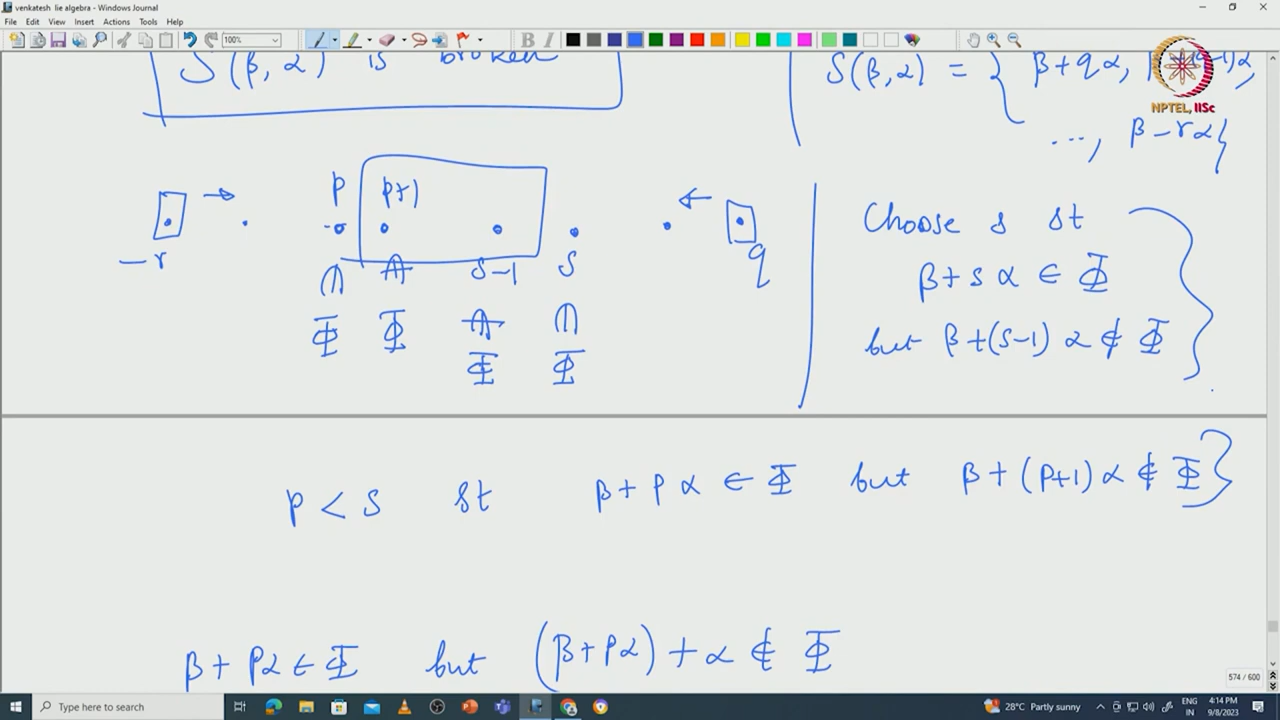 venkatesh lie algebra - Windows Journal
File Edit View Insert Actions Tools Help
100%
B I
S(β, α) is broken
S(β, α) = { β + qα,
..., β - rα}
NPTEL, IISc
p p+1
-r s-1 s q
⋒ ∉ ∉ ⋒
Φ Φ Φ Φ
Choose s st
β + s α ∈ Φ
but β + (s-1) α ∉ Φ }
p < s st β + p α ∈ Φ but β + (p+1) α ∉ Φ }
β + pα ∈ Φ but (β + pα) + α ∉ Φ
574 / 600
Type here to search
28°C Partly sunny
ENG
IN
4:14 PM
9/8/2023